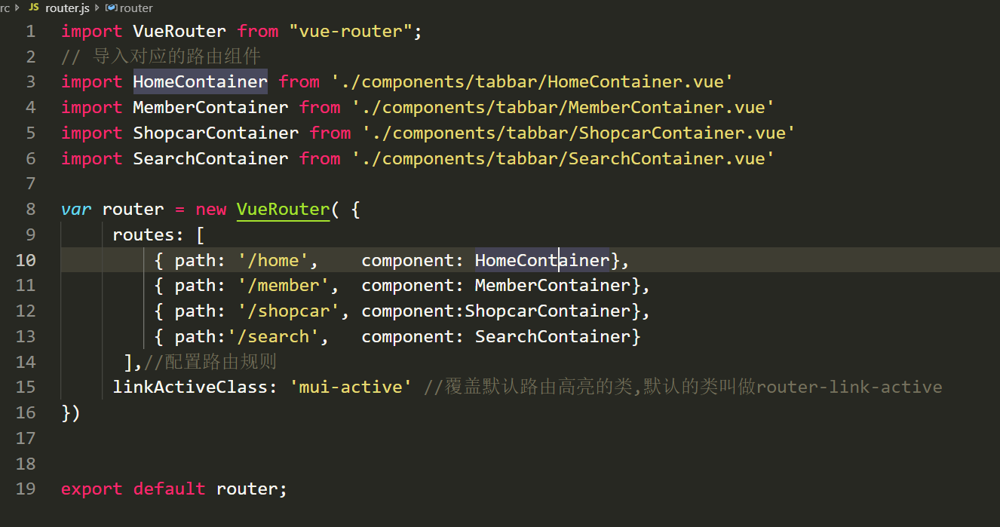 rc > JS router.js > router
1 import VueRouter from "vue-router";
2 // 导入对应的路由组件
3 import HomeContainer from './components/tabbar/HomeContainer.vue'
4 import MemberContainer from './components/tabbar/MemberContainer.vue'
5 import ShopcarContainer from './components/tabbar/ShopcarContainer.vue'
6 import SearchContainer from './components/tabbar/SearchContainer.vue'
7
8 var router = new VueRouter( {
9 routes: [
10 { path: '/home', component: HomeContainer},
11 { path: '/member', component: MemberContainer},
12 { path: '/shopcar', component:ShopcarContainer},
13 { path:'/search', component: SearchContainer}
14 ],//配置路由规则
15 linkActiveClass: 'mui-active' //覆盖默认路由高亮的类,默认的类叫做router-link-active
16 })
17
18
19 export default router;